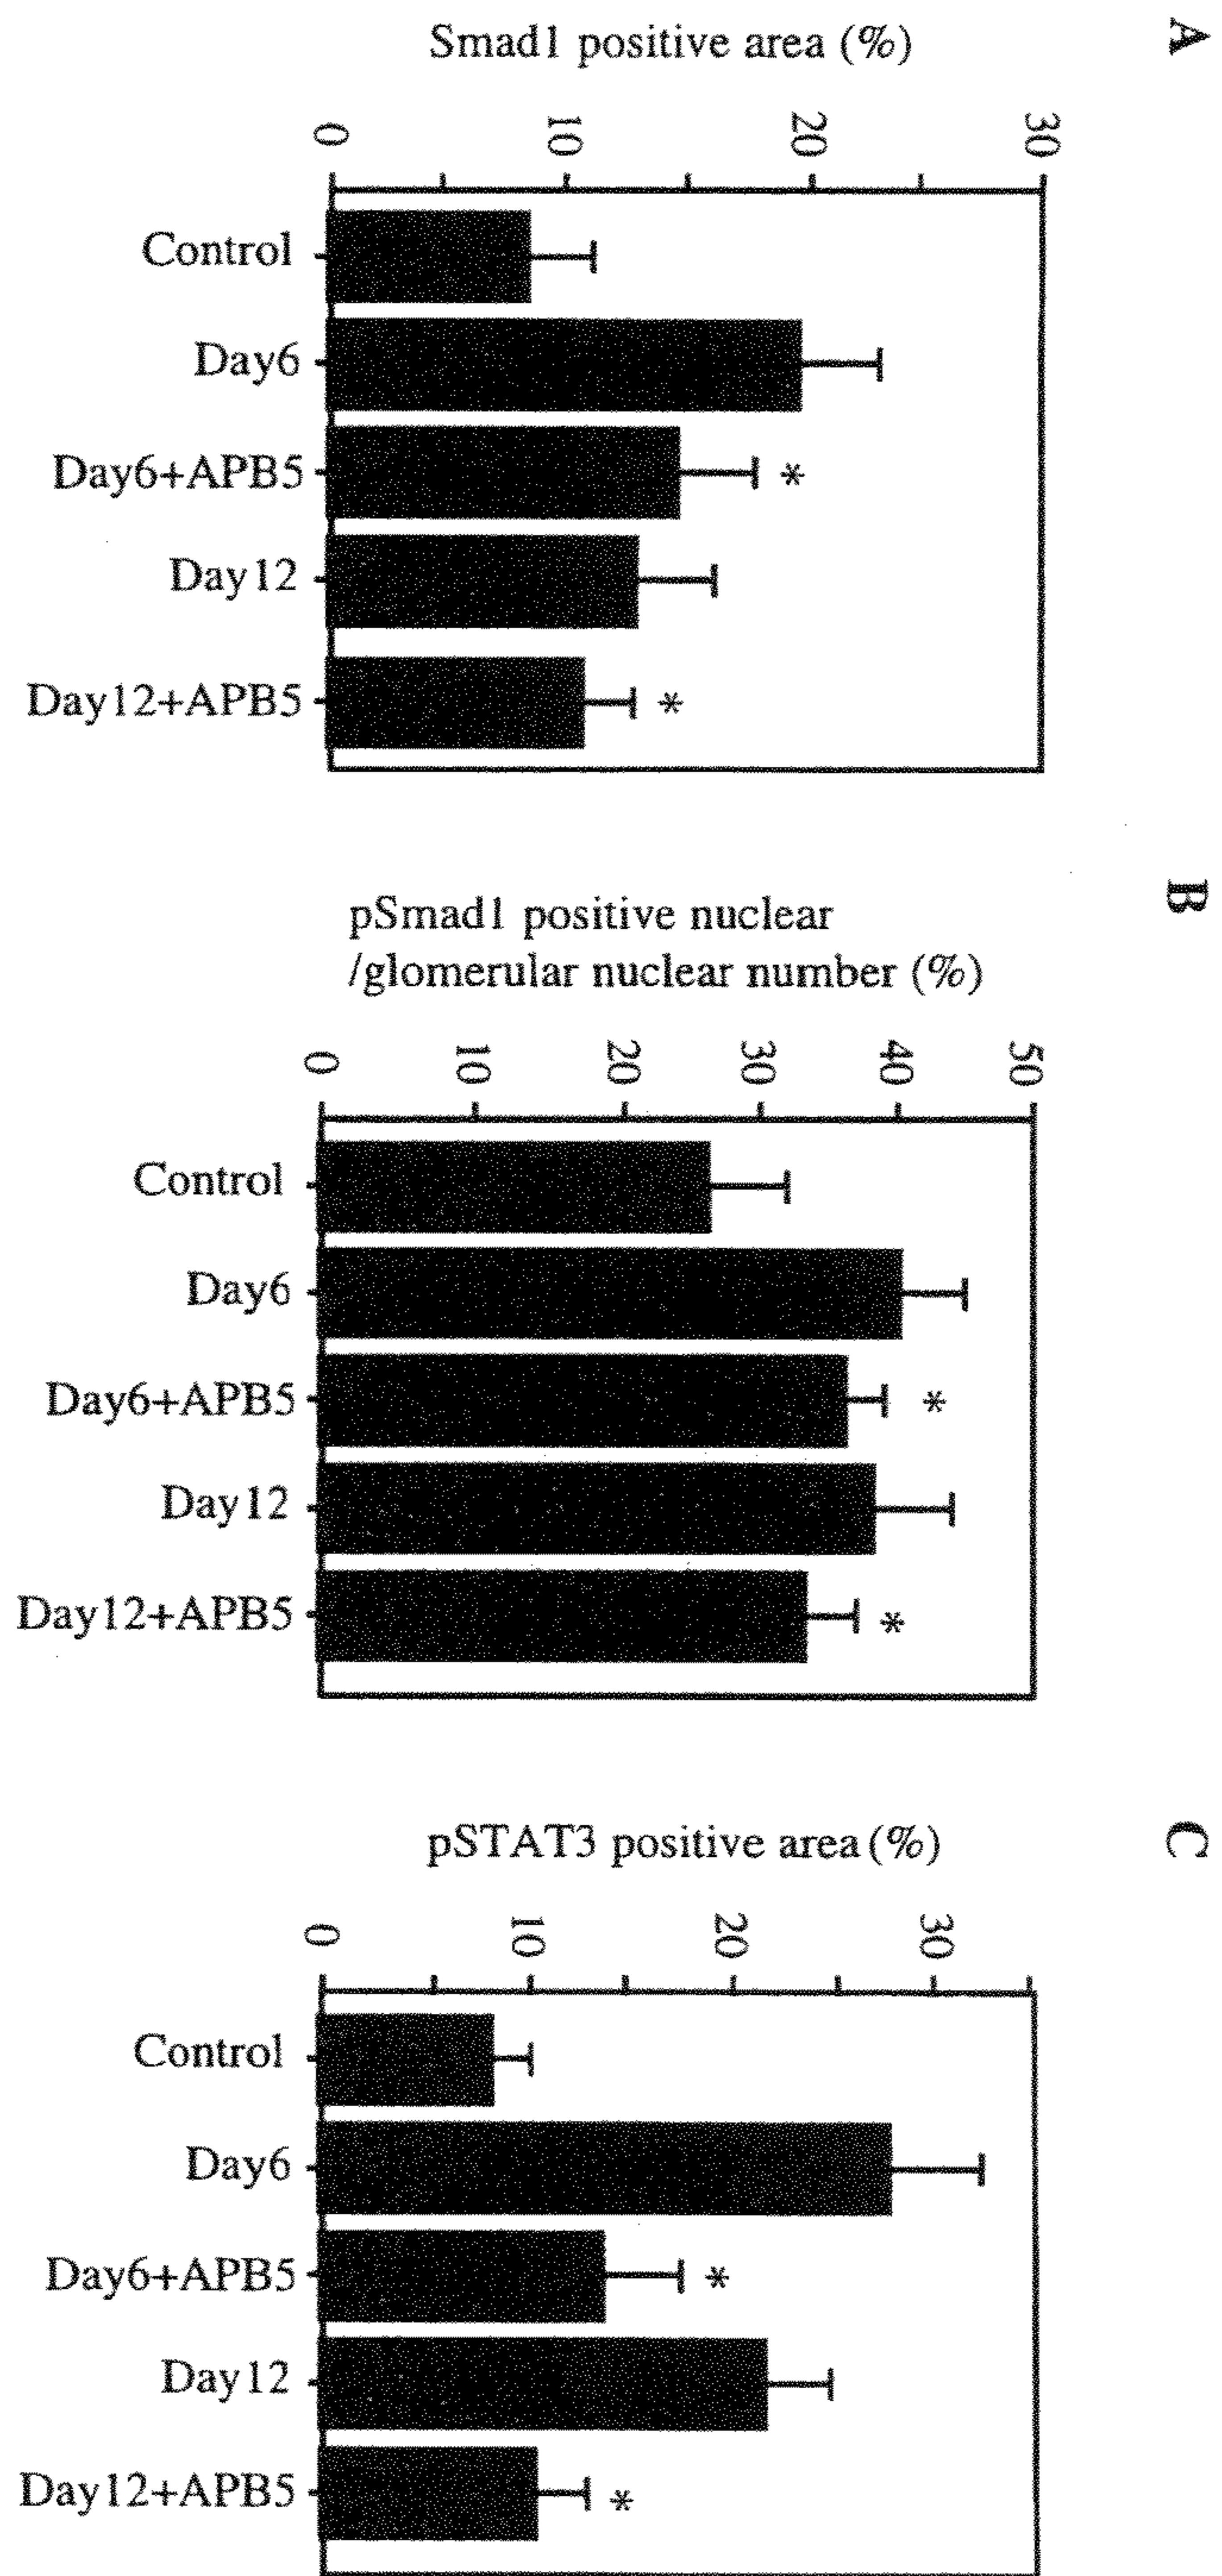 A
Smad1 positive area (%)
0
10
20
30
Control
Day6
*
Day6+APB5
Day12
*
Day12+APB5
B
pSmad1 positive nuclear
/glomerular nuclear number (%)
0
10
20
30
40
50
Control
Day6
*
Day6+APB5
Day12
*
Day12+APB5
C
pSTAT3 positive area (%)
0
10
20
30
Control
Day6
*
Day6+APB5
Day12
*
Day12+APB5